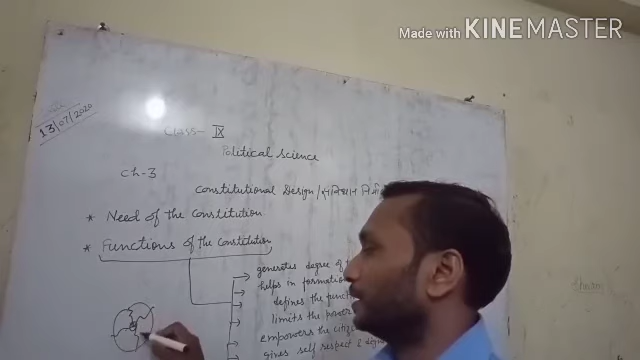 Made with KINEMASTER
13/07/2020
Class- IX
Political Science
Ch-3
Constitutional Design/संविधान
* Need of the Constitution
* Functions of the Constitution
generates degree of
helps in formation
defines the funct
limits the power
empowers the citize
gives self respect &